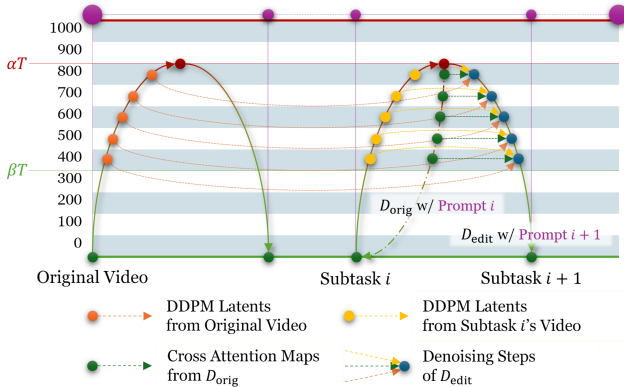 1000
900
αT
800
700
600
500
400
βT
300
200
100
0
D_orig w/ Prompt i
D_edit w/ Prompt i + 1
Original Video
Subtask i
Subtask i + 1
DDPM Latents
from Original Video
DDPM Latents
from Subtask i's Video
Cross Attention Maps
from D_orig
Denoising Steps
of D_edit